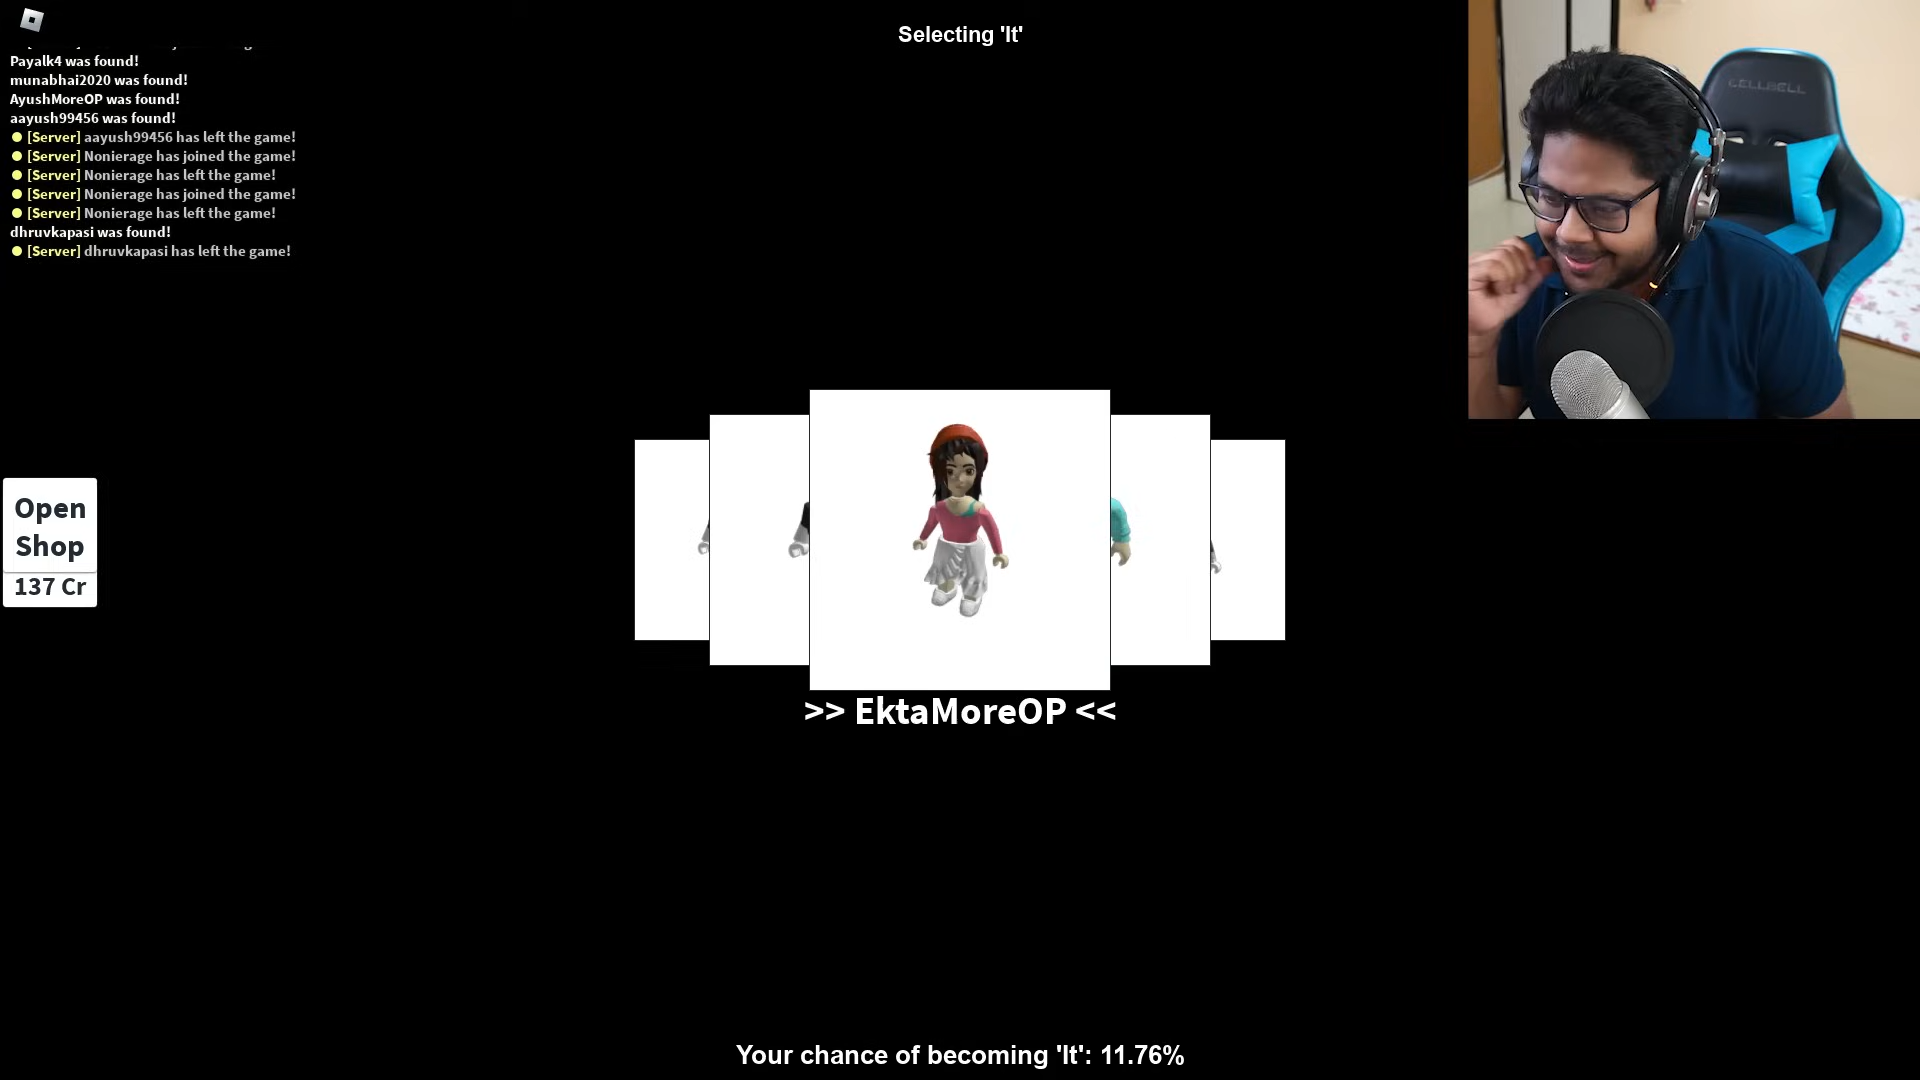 Selecting 'It'
Payalk4 was found!
munabhai2020 was found!
AyushMoreOP was found!
aayush99456 was found!
[Server] aayush99456 has left the game!
[Server] Nonierage has joined the game!
[Server] Nonierage has left the game!
[Server] Nonierage has joined the game!
[Server] Nonierage has left the game!
dhruvkapasi was found!
[Server] dhruvkapasi has left the game!
CELLBELL
Open
Shop
137 Cr
>> EktaMoreOP <<
Your chance of becoming 'It': 11.76%